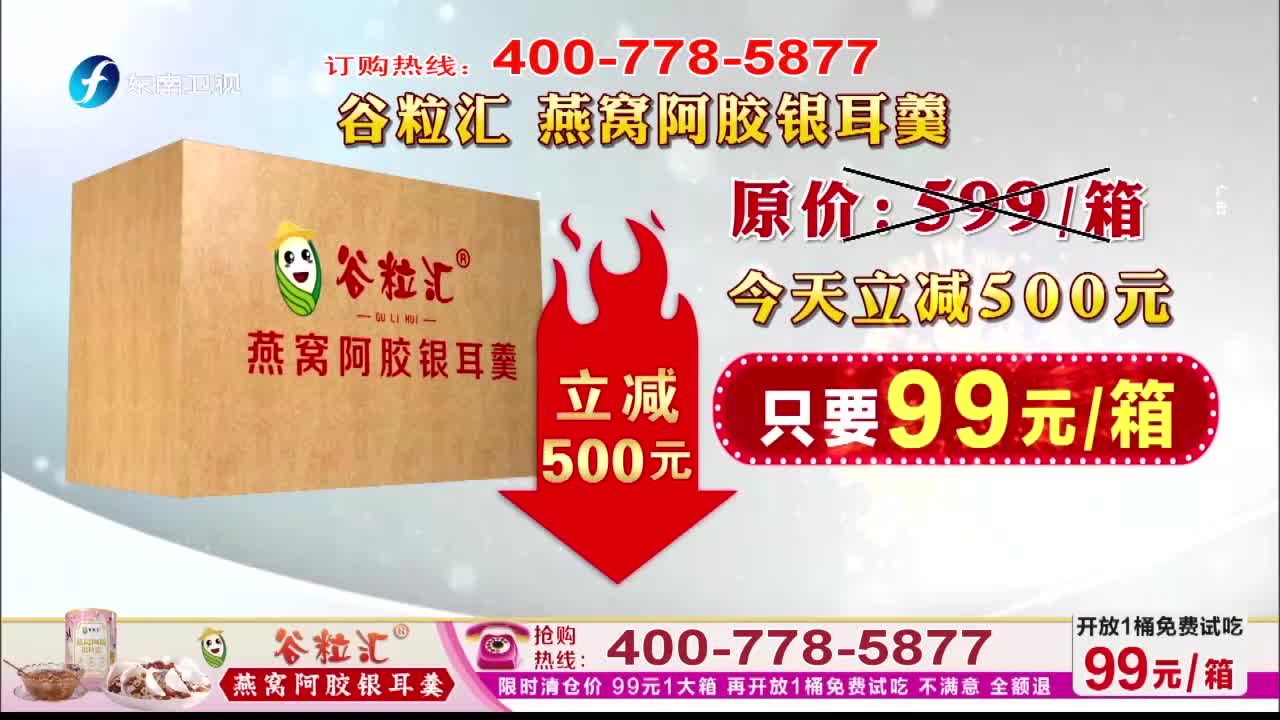 东南卫视
订购热线：400-778-5877
谷粒汇 燕窝阿胶银耳羹
原价：599/箱
广告
今天立减500元
只要99元/箱
谷粒汇®
GU LI HUI
燕窝阿胶银耳羹
立减
500元
谷粒汇®
燕窝阿胶银耳羹
抢购
热线：
400-778-5877
限时清仓价 99元1大箱 再开放1桶免费试吃 不满意 全额退
开放1桶免费试吃
99元/箱